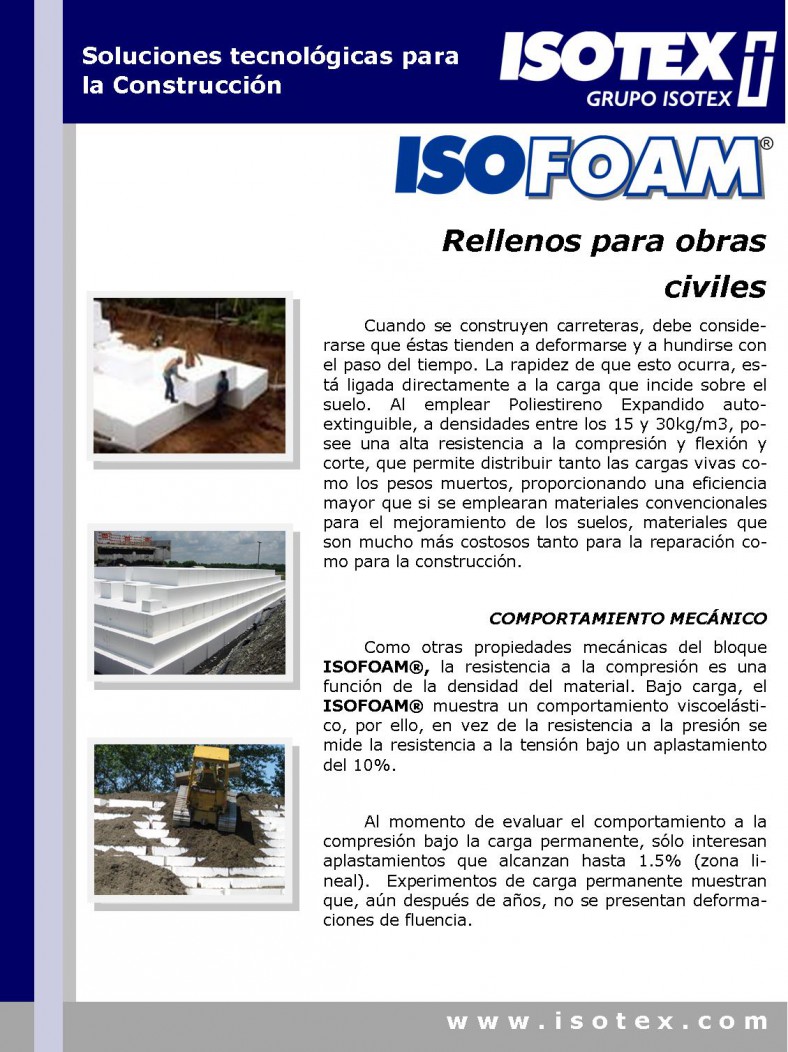 Soluciones tecnológicas para
la Construcción
ISOTEX
GRUPO ISOTEX
ISOFOAM®
Rellenos para obras
civiles
Cuando se construyen carreteras, debe conside-
rarse que éstas tienden a deformarse y a hundirse con
el paso del tiempo. La rapidez de que esto ocurra, es-
tá ligada directamente a la carga que incide sobre el
suelo. Al emplear Poliestireno Expandido auto-
extinguible, a densidades entre los 15 y 30kg/m3, po-
see una alta resistencia a la compresión y flexión y
corte, que permite distribuir tanto las cargas vivas co-
mo los pesos muertos, proporcionando una eficiencia
mayor que si se emplearan materiales convencionales
para el mejoramiento de los suelos, materiales que
son mucho más costosos tanto para la reparación co-
mo para la construcción.
COMPORTAMIENTO MECÁNICO
Como otras propiedades mecánicas del bloque
ISOFOAM®, la resistencia a la compresión es una
función de la densidad del material. Bajo carga, el
ISOFOAM® muestra un comportamiento viscoelásti-
co, por ello, en vez de la resistencia a la presión se
mide la resistencia a la tensión bajo un aplastamiento
del 10%.
Al momento de evaluar el comportamiento a la
compresión bajo la carga permanente, sólo interesan
aplastamientos que alcanzan hasta 1.5% (zona li-
neal). Experimentos de carga permanente muestran
que, aún después de años, no se presentan deforma-
ciones de fluencia.
www.isotex.com